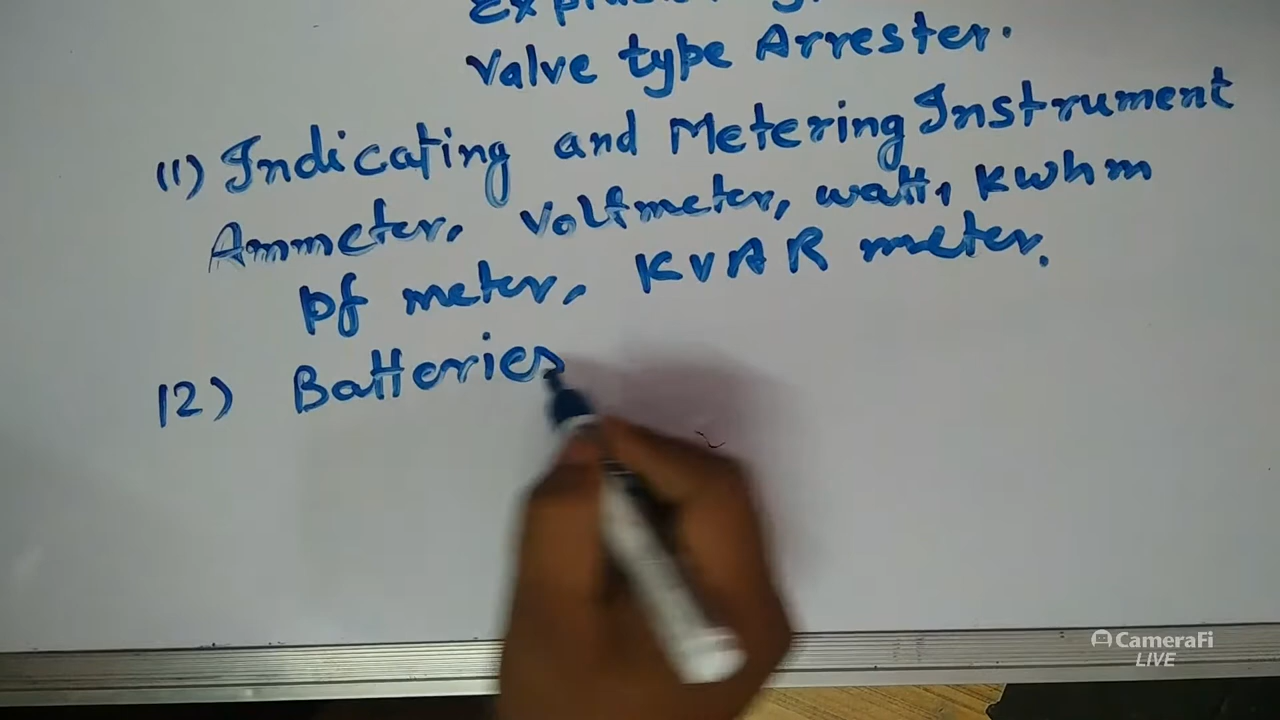 Valve type Arrester.
11) Indicating and Metering Instrument
Ammeter, Voltmeter, watt, kwhm
pf meter, KVAR meter.
12) Batteries
CameraFi
LIVE